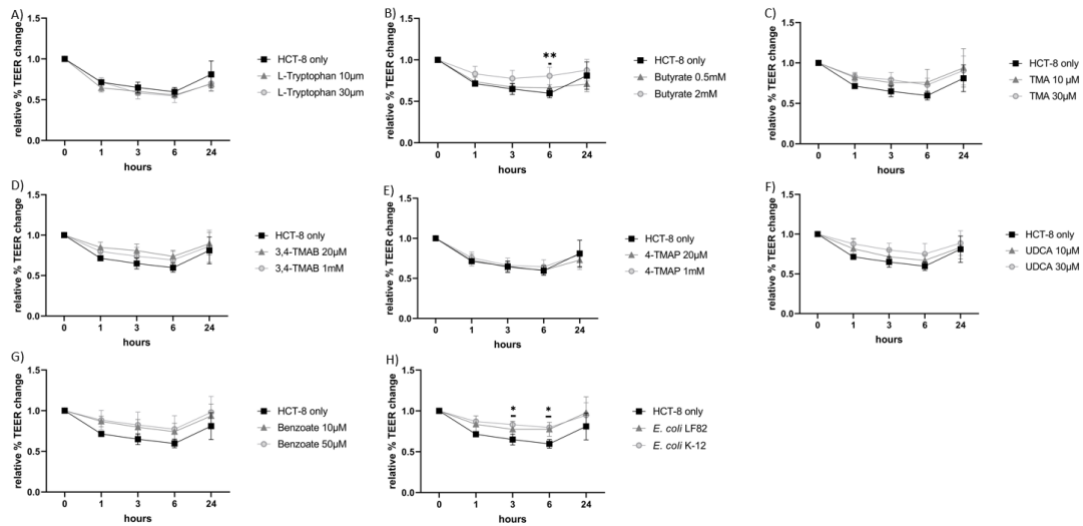 A)
relative % TEER change
1.5
1.0
0.5
0.0
0 1 3 6 24
hours
HCT-8 only
L-Tryptophan 10μm
L-Tryptophan 30μm
B)
relative % TEER change
1.5
1.0
0.5
0.0
**
0 1 3 6 24
hours
HCT-8 only
Butyrate 0.5mM
Butyrate 2mM
C)
relative % TEER change
1.5
1.0
0.5
0.0
0 1 3 6 24
hours
HCT-8 only
TMA 10 μM
TMA 30μM
D)
relative % TEER change
1.5
1.0
0.5
0.0
0 1 3 6 24
hours
HCT-8 only
3,4-TMAB 20μM
3,4-TMAB 1mM
E)
relative % TEER change
1.5
1.0
0.5
0.0
0 1 3 6 24
hours
HCT-8 only
4-TMAP 20μM
4-TMAP 1mM
F)
relative % TEER change
1.5
1.0
0.5
0.0
0 1 3 6 24
hours
HCT-8 only
UDCA 10μM
UDCA 30μM
G)
relative % TEER change
1.5
1.0
0.5
0.0
0 1 3 6 24
hours
HCT-8 only
Benzoate 10μM
Benzoate 50μM
H)
relative % TEER change
1.5
1.0
0.5
0.0
* *
0 1 3 6 24
hours
HCT-8 only
E. coli LF82
E. coli K-12